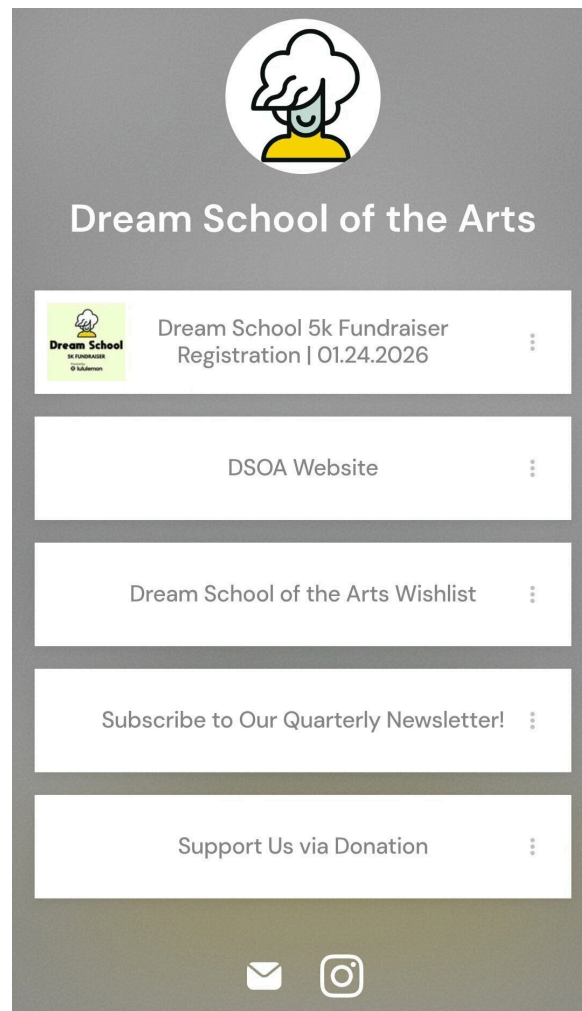 Dream School of the Arts
Dream School
5K FUNDRAISER
lululemon
Dream School 5k Fundraiser
Registration | 01.24.2026
DSOA Website
Dream School of the Arts Wishlist
Subscribe to Our Quarterly Newsletter!
Support Us via Donation